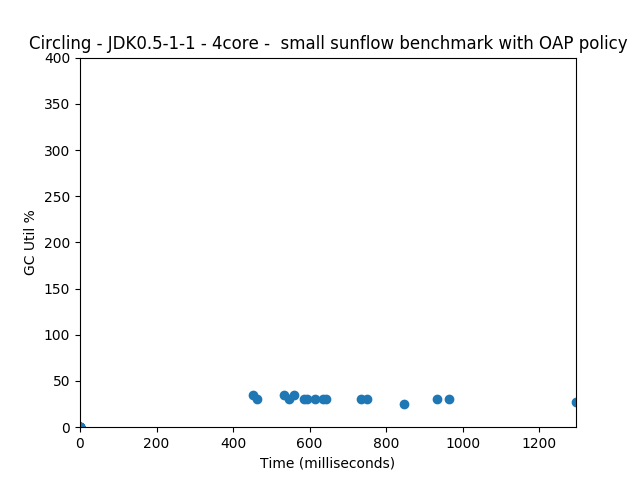 Circling - JDK0.5-1-1 - 4core -  small sunflow benchmark with OAP policy
400
350
300
250
200
150
100
50
0
GC Util %
0 200 400 600 800 1000 1200
Time (milliseconds)